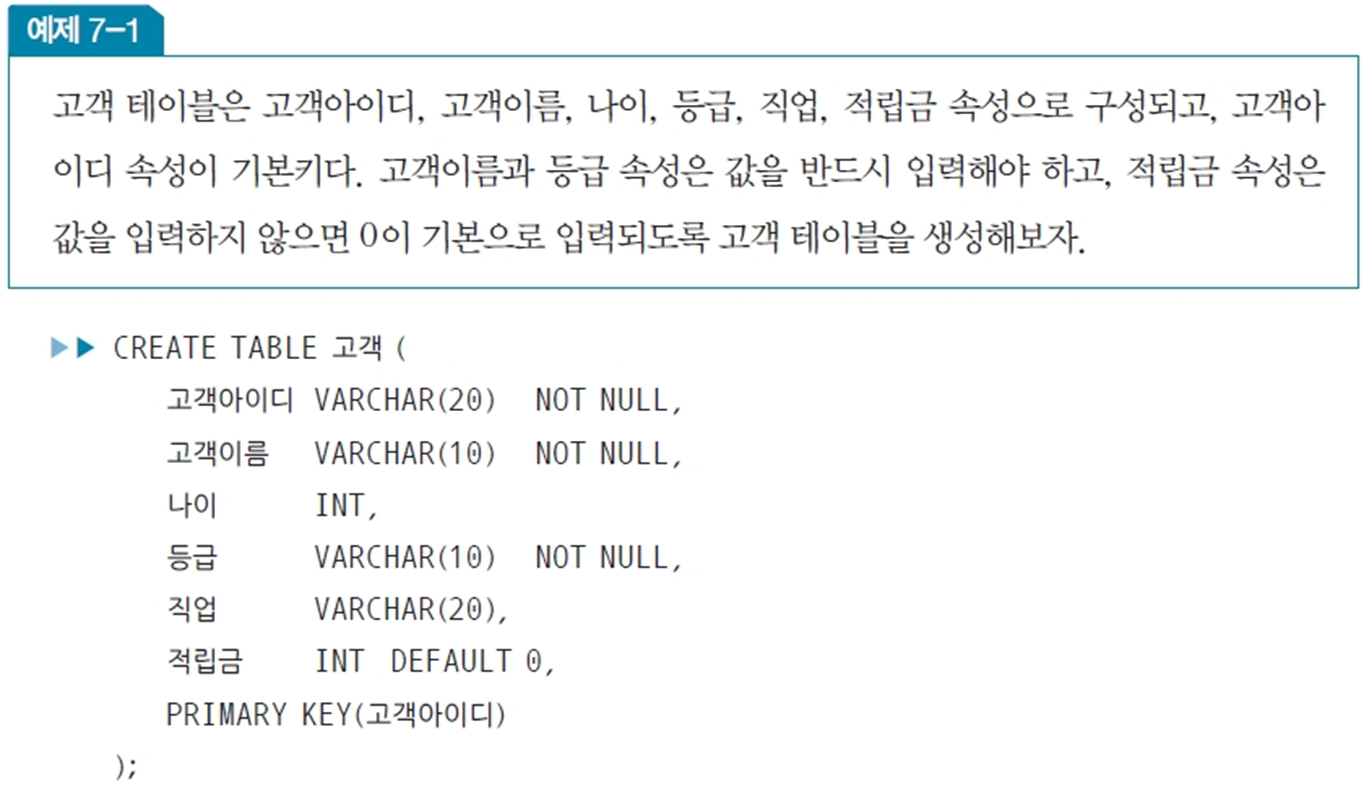 예제 7-1
고객 테이블은 고객아이디, 고객이름, 나이, 등급, 직업, 적립금 속성으로 구성되고, 고객아
이디 속성이 기본키다. 고객이름과 등급 속성은 값을 반드시 입력해야 하고, 적립금 속성은
값을 입력하지 않으면 0이 기본으로 입력되도록 고객 테이블을 생성해보자.
▶▶ CREATE TABLE 고객 (
고객아이디 VARCHAR(20) NOT NULL,
고객이름 VARCHAR(10) NOT NULL,
나이 INT,
등급 VARCHAR(10) NOT NULL,
직업 VARCHAR(20),
적립금 INT DEFAULT 0,
PRIMARY KEY(고객아이디)
);